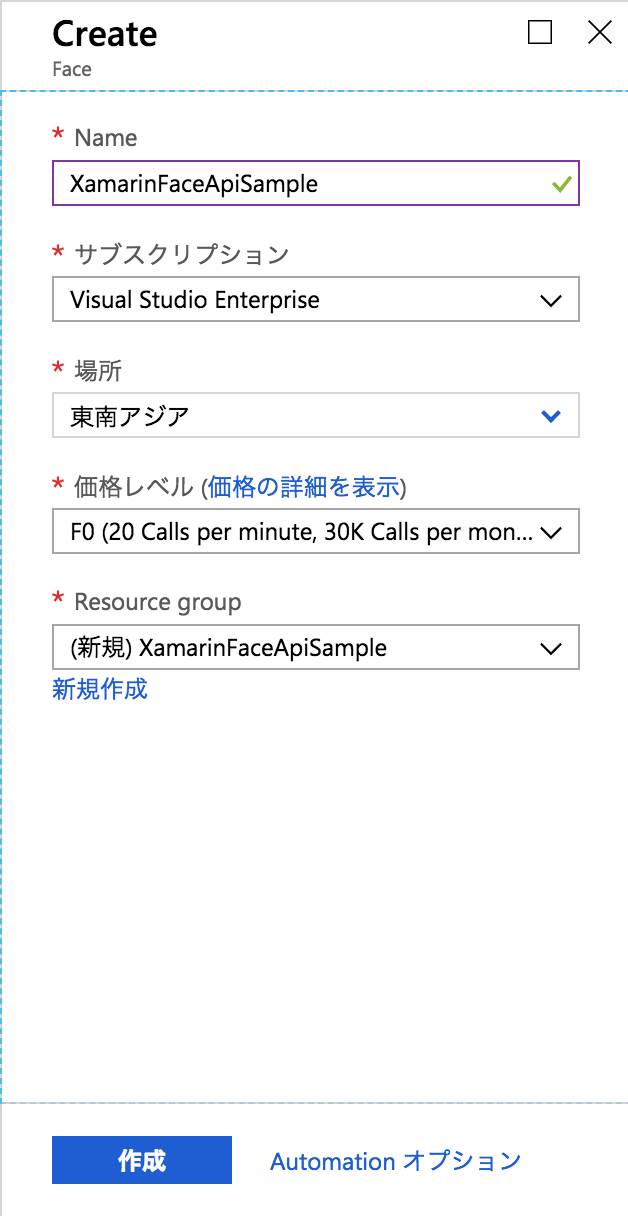 Create
Face
* Name
XamarinFaceApiSample
* サブスクリプション
Visual Studio Enterprise
* 場所
東南アジア
* 価格レベル (価格の詳細を表示)
F0 (20 Calls per minute, 30K Calls per mon...
* Resource group
(新規) XamarinFaceApiSample
新規作成
作成
Automation オプション